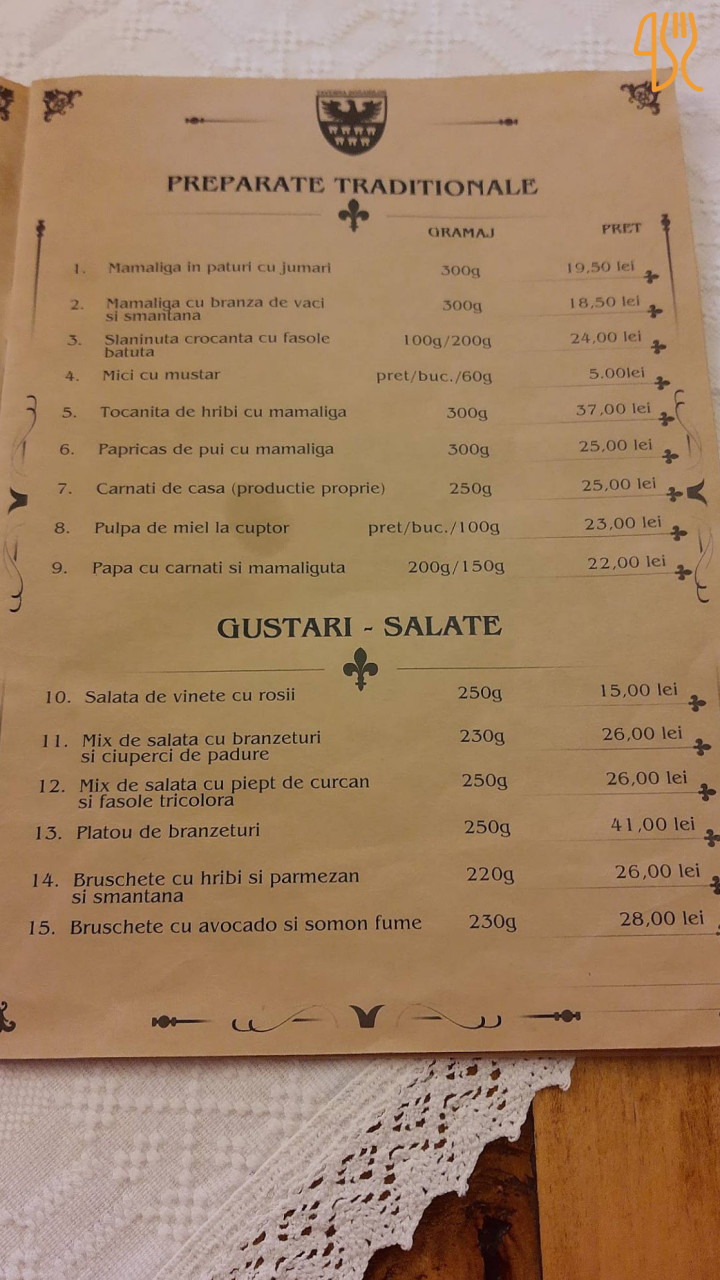 PREPARATE TRADITIONALE
GRAMAJ PRET
1. Mamaliga in paturi cu jumari 300g 19,50 lei
2. Mamaliga cu branza de vaci 300g 18,50 lei
si smantana
3. Slaninuta crocanta cu fasole 100g/200g 24,00 lei
batuta
4. Mici cu mustar pret/buc./60g 5.00lei
5. Tocanita de hribi cu mamaliga 300g 37,00 lei
6. Papricas de pui cu mamaliga 300g 25,00 lei
7. Carnati de casa (productie proprie) 250g 25,00 lei
8. Pulpa de miel la cuptor pret/buc./100g 23,00 lei
9. Papa cu carnati si mamaliguta 200g/150g 22,00 lei
GUSTARI - SALATE
10. Salata de vinete cu rosii 250g 15,00 lei
11. Mix de salata cu branzeturi 230g 26,00 lei
si ciuperci de padure
12. Mix de salata cu piept de curcan 250g 26,00 lei
si fasole tricolora
13. Platou de branzeturi 250g 41,00 lei
14. Bruschete cu hribi si parmezan 220g 26,00 lei
si smantana
15. Bruschete cu avocado si somon fume 230g 28,00 lei